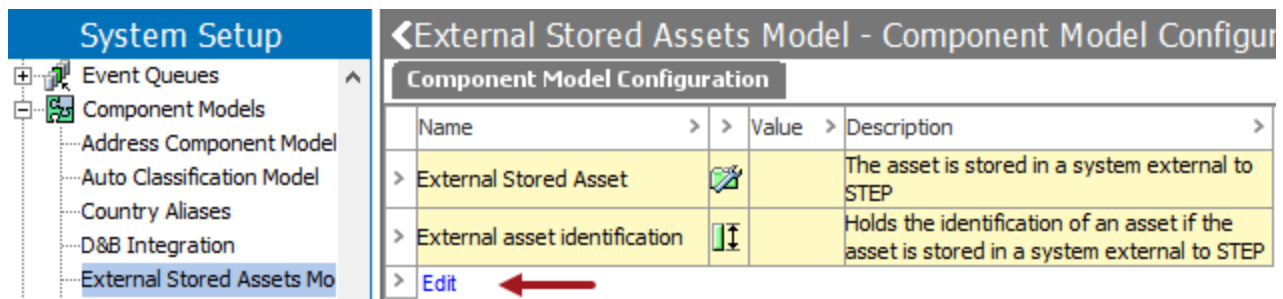 System Setup
Event Queues
Component Models
Address Component Model
Auto Classification Model
Country Aliases
D&B Integration
External Stored Assets Mo
External Stored Assets Model - Component Model Configur
Component Model Configuration
Name > > Value > Description >
> External Stored Asset The asset is stored in a system external to
STEP
> External asset identification Holds the identification of an asset if the
asset is stored in a system external to STEP
> Edit